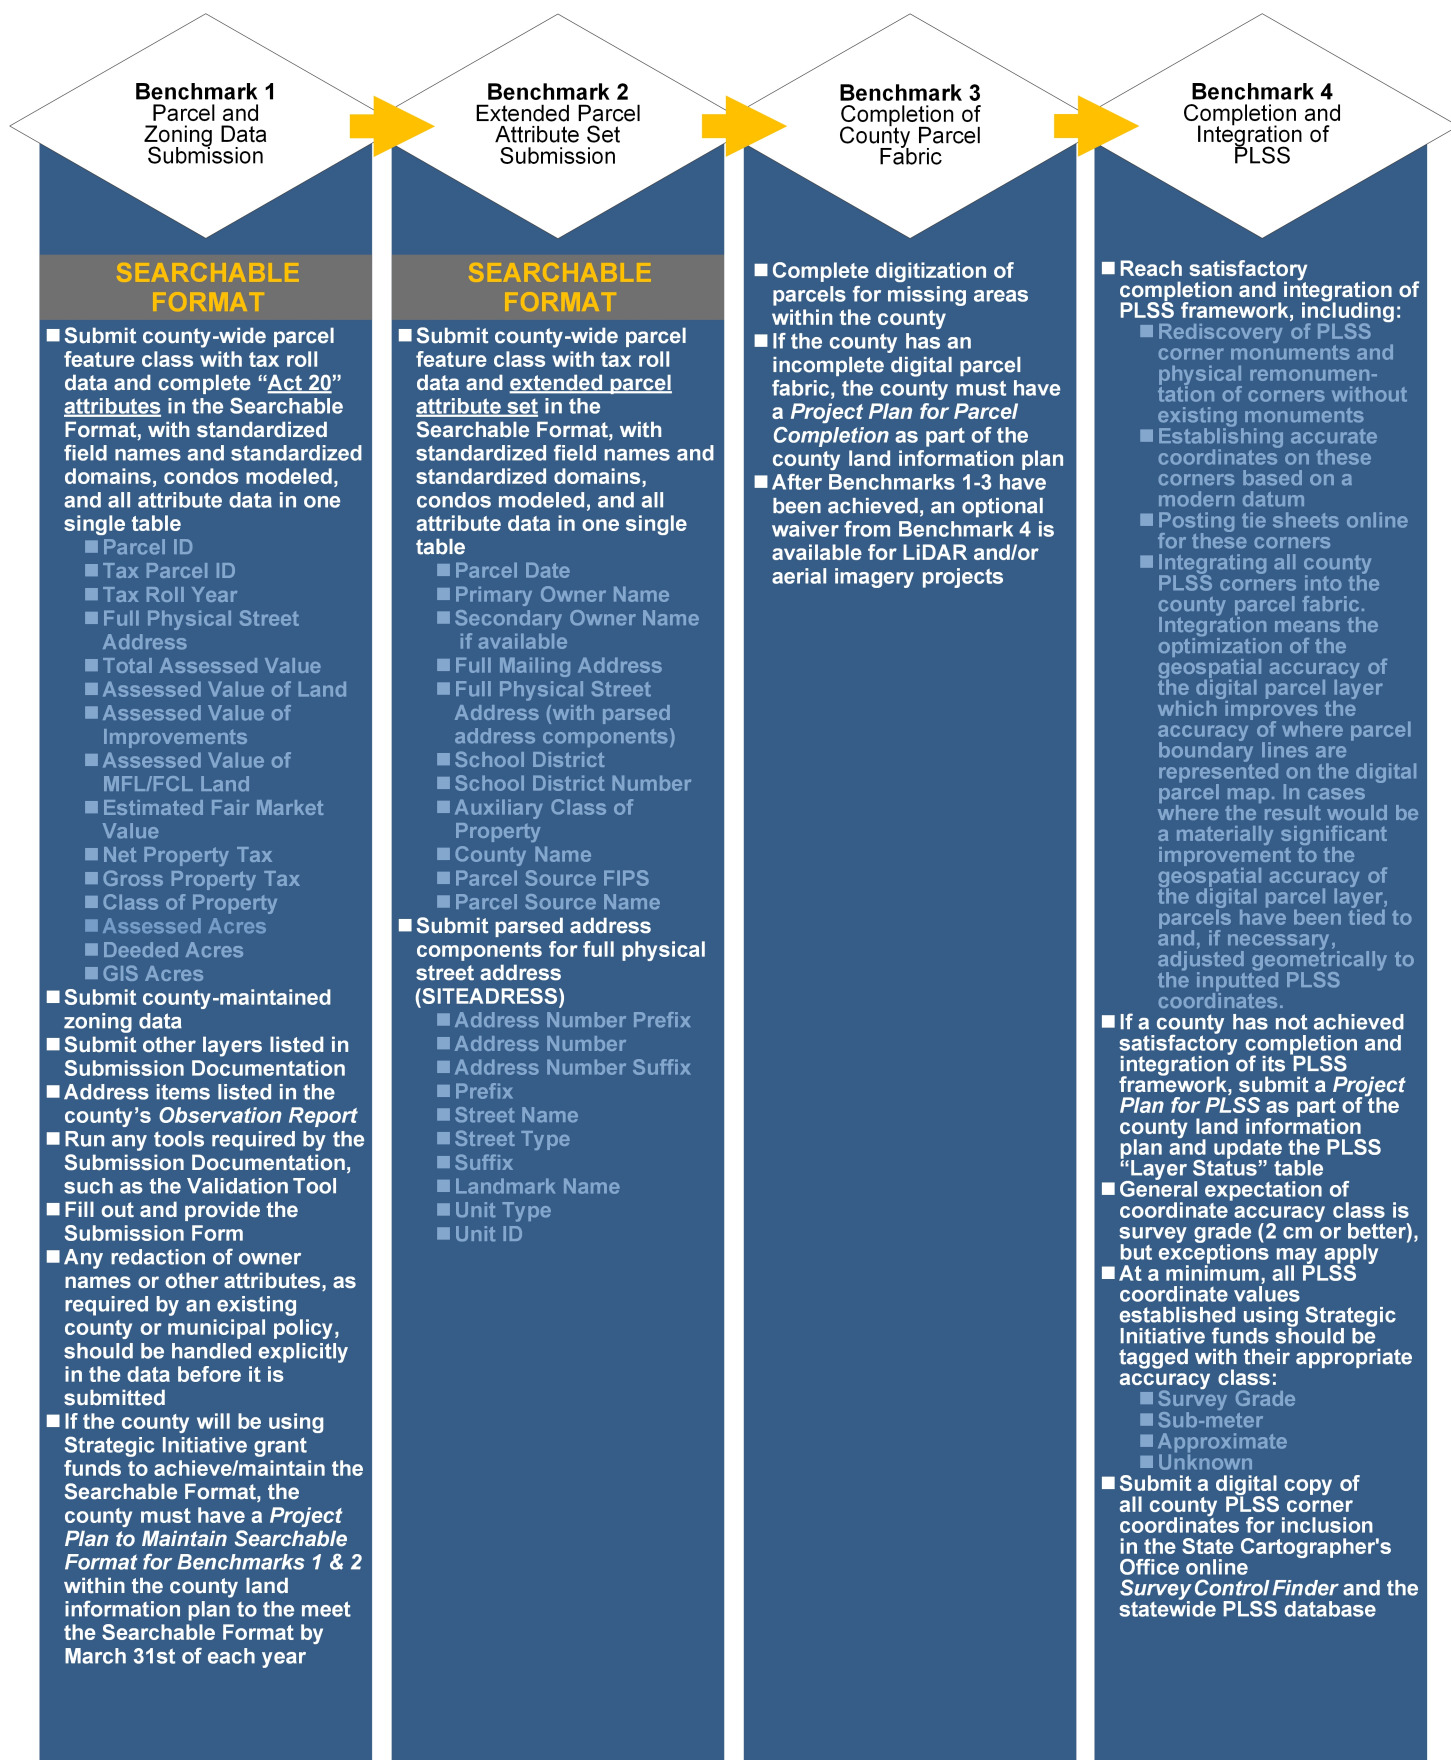 Benchmark 1
Parcel and
Zoning Data
Submission
SEARCHABLE
FORMAT
■ Submit county-wide parcel
feature class with tax roll
data and complete “Act 20”
attributes in the Searchable
Format, with standardized
field names and standardized
domains, condos modeled,
and all attribute data in one
single table
■ Parcel ID
■ Tax Parcel ID
■ Tax Roll Year
■ Full Physical Street
Address
■ Total Assessed Value
■ Assessed Value of Land
■ Assessed Value of
Improvements
■ Assessed Value of
MFL/FCL Land
■ Estimated Fair Market
Value
■ Net Property Tax
■ Gross Property Tax
■ Class of Property
■ Assessed Acres
■ Deeded Acres
■ GIS Acres
■ Submit county-maintained
zoning data
■ Submit other layers listed in
Submission Documentation
■ Address items listed in the
county’s Observation Report
■ Run any tools required by the
Submission Documentation,
such as the Validation Tool
■ Fill out and provide the
Submission Form
■ Any redaction of owner
names or other attributes, as
required by an existing
county or municipal policy,
should be handled explicitly
in the data before it is
submitted
■ If the county will be using
Strategic Initiative grant
funds to achieve/maintain the
Searchable Format, the
county must have a Project
Plan to Maintain Searchable
Format for Benchmarks 1 & 2
within the county land
information plan to the meet
the Searchable Format by
March 31st of each year
Benchmark 2
Extended Parcel
Attribute Set
Submission
SEARCHABLE
FORMAT
■ Submit county-wide parcel
feature class with tax roll
data and extended parcel
attribute set in the
Searchable Format, with
standardized field names and
standardized domains,
condos modeled, and all
attribute data in one single
table
■ Parcel Date
■ Primary Owner Name
■ Secondary Owner Name
if available
■ Full Mailing Address
■ Full Physical Street
Address (with parsed
address components)
■ School District
■ School District Number
■ Auxiliary Class of
Property
■ County Name
■ Parcel Source FIPS
■ Parcel Source Name
■ Submit parsed address
components for full physical
street address
(SITEADRESS)
■ Address Number Prefix
■ Address Number
■ Address Number Suffix
■ Prefix
■ Street Name
■ Street Type
■ Suffix
■ Landmark Name
■ Unit Type
■ Unit ID
Benchmark 3
Completion of
County Parcel
Fabric
■ Complete digitization of
parcels for missing areas
within the county
■ If the county has an
incomplete digital parcel
fabric, the county must have
a Project Plan for Parcel
Completion as part of the
county land information plan
■ After Benchmarks 1-3 have
been achieved, an optional
waiver from Benchmark 4 is
available for LiDAR and/or
aerial imagery projects
Benchmark 4
Completion and
Integration of
PLSS
■ Reach satisfactory
completion and integration of
PLSS framework, including:
■ Rediscovery of PLSS
corner monuments and
physical remonumen-
tation of corners without
existing monuments
■ Establishing accurate
coordinates on these
corners based on a
modern datum
■ Posting tie sheets online
for these corners
■ Integrating all county
PLSS corners into the
county parcel fabric.
Integration means the
optimization of the
geospatial accuracy of
the digital parcel layer
which improves the
accuracy of where parcel
boundary lines are
represented on the digital
parcel map. In cases
where the result would be
a materially significant
improvement to the
geospatial accuracy of
the digital parcel layer,
parcels have been tied to
and, if necessary,
adjusted geometrically to
the inputted PLSS
coordinates.
■ If a county has not achieved
satisfactory completion and
integration of its PLSS
framework, submit a Project
Plan for PLSS as part of the
county land information
plan and update the PLSS
“Layer Status” table
■ General expectation of
coordinate accuracy class is
survey grade (2 cm or better),
but exceptions may apply
■ At a minimum, all PLSS
coordinate values
established using Strategic
Initiative funds should be
tagged with their appropriate
accuracy class:
■ Survey Grade
■ Sub-meter
■ Approximate
■ Unknown
■ Submit a digital copy of
all county PLSS corner
coordinates for inclusion
in the State Cartographer's
Office online
Survey Control Finder and the
statewide PLSS database